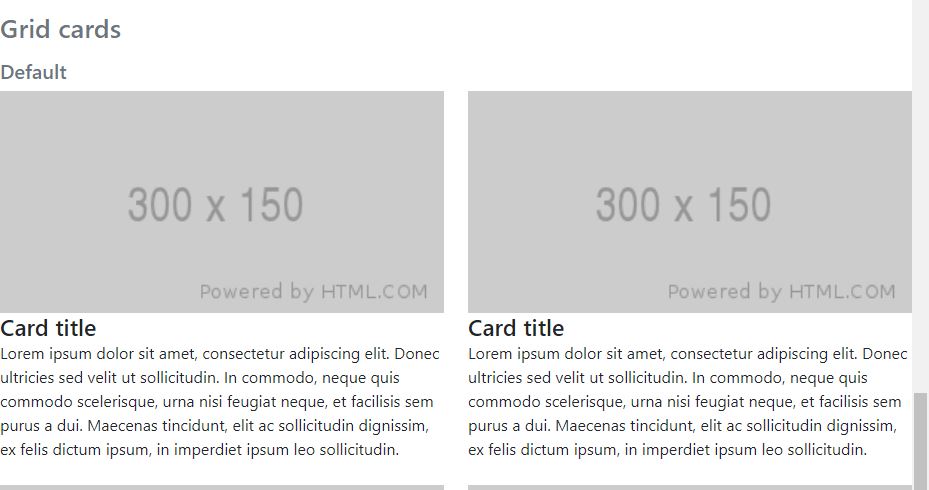 Grid cards
Default
300 x 150
Powered by HTML.COM
300 x 150
Powered by HTML.COM
Card title
Lorem ipsum dolor sit amet, consectetur adipiscing elit. Donec
ultricies sed velit ut sollicitudin. In commodo, neque quis
commodo scelerisque, urna nisi feugiat neque, et facilisis sem
purus a dui. Maecenas tincidunt, elit ac sollicitudin dignissim,
ex felis dictum ipsum, in imperdiet ipsum leo sollicitudin.
Card title
Lorem ipsum dolor sit amet, consectetur adipiscing elit. Donec
ultricies sed velit ut sollicitudin. In commodo, neque quis
commodo scelerisque, urna nisi feugiat neque, et facilisis sem
purus a dui. Maecenas tincidunt, elit ac sollicitudin dignissim,
ex felis dictum ipsum, in imperdiet ipsum leo sollicitudin.